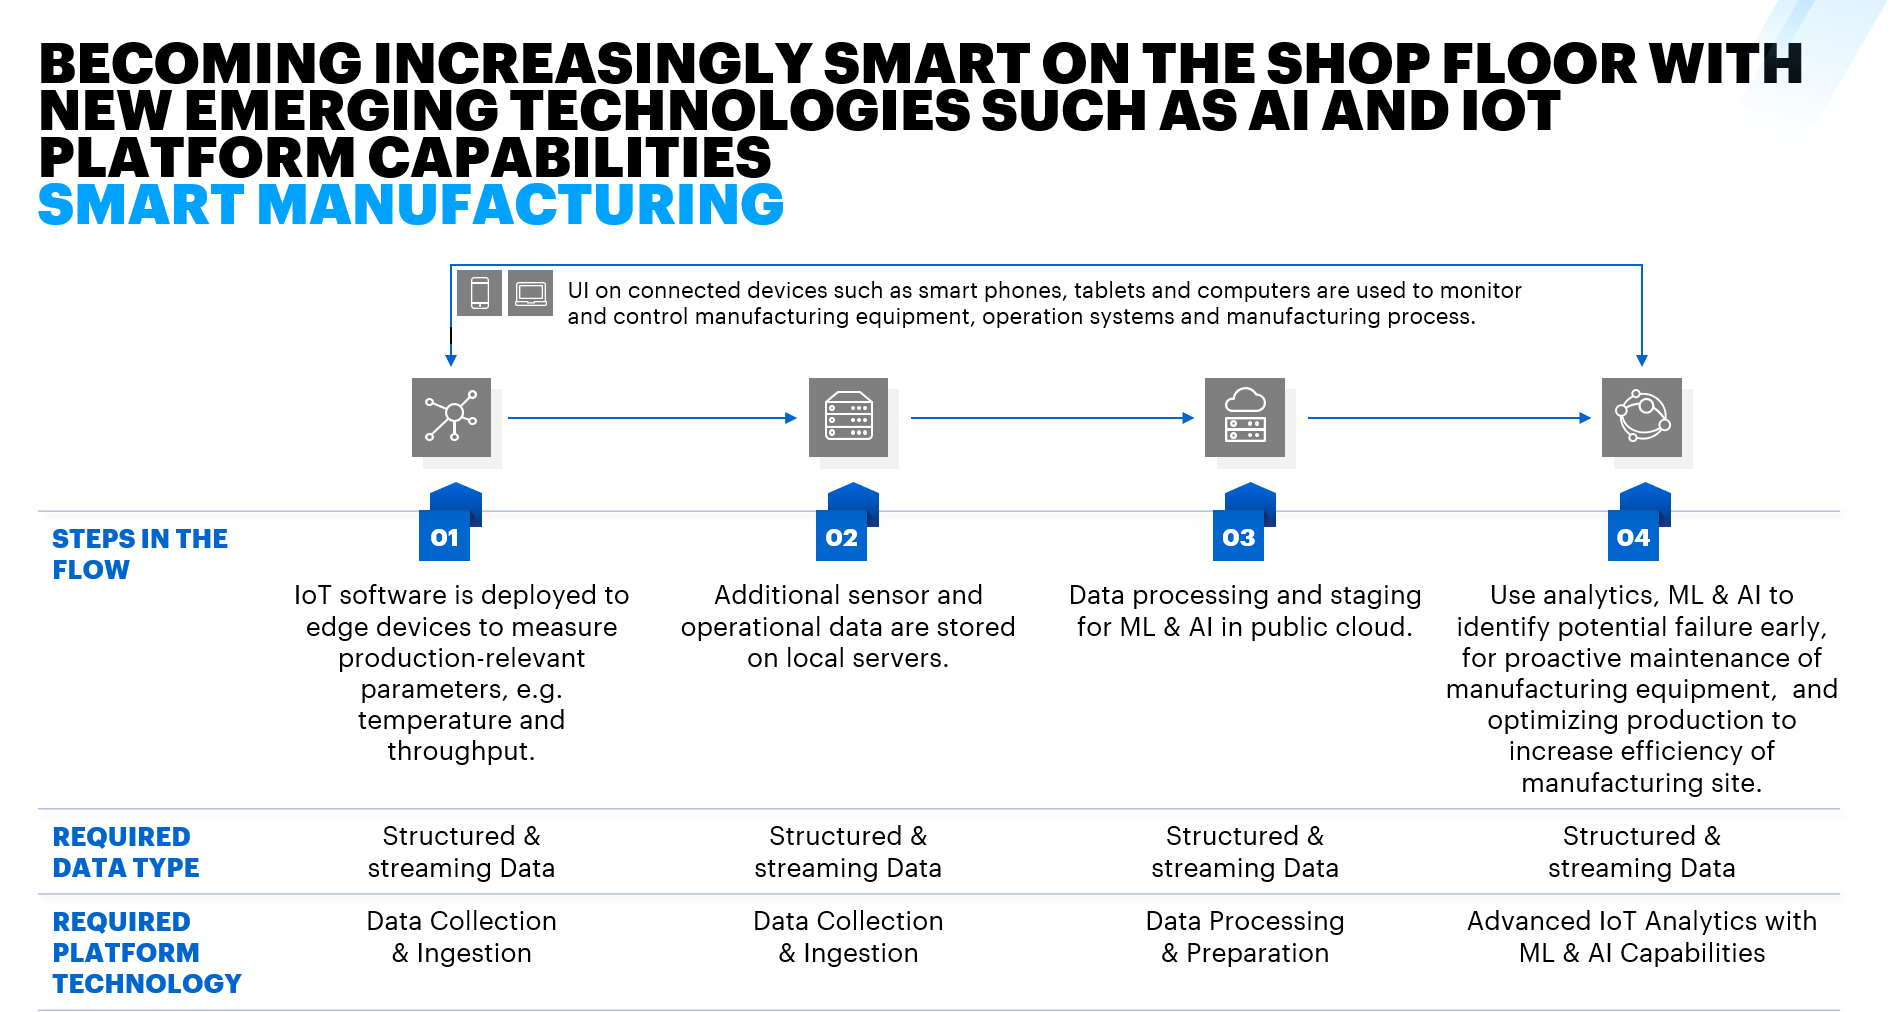 BECOMING INCREASINGLY SMART ON THE SHOP FLOOR WITH
NEW EMERGING TECHNOLOGIES SUCH AS AI AND IOT
PLATFORM CAPABILITIES
SMART MANUFACTURING
UI on connected devices such as smart phones, tablets and computers are used to monitor
and control manufacturing equipment, operation systems and manufacturing process.
STEPS IN THE
FLOW
01
IoT software is deployed to
edge devices to measure
production-relevant
parameters, e.g.
temperature and
throughput.
02
Additional sensor and
operational data are stored
on local servers.
03
Data processing and staging
for ML & AI in public cloud.
04
Use analytics, ML & AI to
identify potential failure early,
for proactive maintenance of
manufacturing equipment,  and
optimizing production to
increase efficiency of
manufacturing site.
REQUIRED
DATA TYPE
Structured &
streaming Data
Structured &
streaming Data
Structured &
streaming Data
Structured &
streaming Data
REQUIRED
PLATFORM
TECHNOLOGY
Data Collection
& Ingestion
Data Collection
& Ingestion
Data Processing
& Preparation
Advanced IoT Analytics with
ML & AI Capabilities